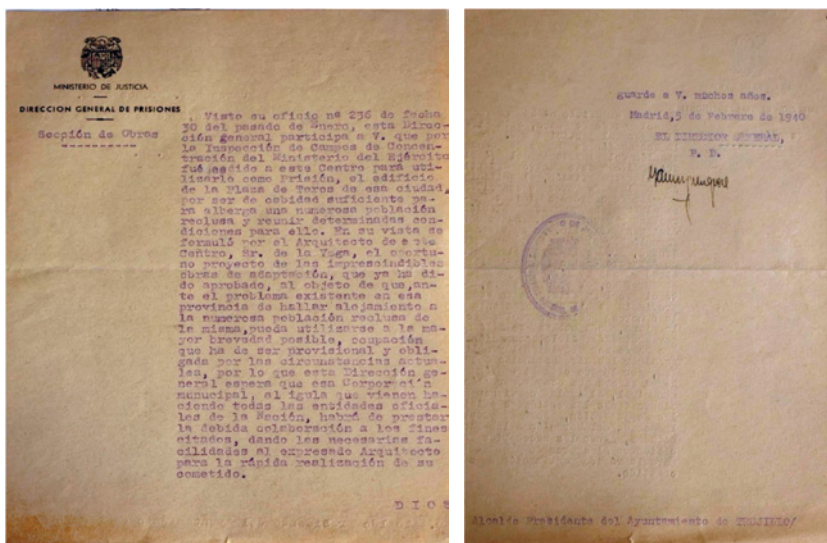 MINISTERIO DE JUSTICIA
DIRECCION GENERAL DE PRISIONES
Sección de Obras
Visto su oficio nº 236 de fecha
30 del pasado de Enero, esta Direc-
ción general participa a V. que por
la Inspección de Campos de Concen-
tración del Ministerio del Ejército
fué cedido a este Centro para uti-
lizarlo como Prisión, el edificio
de la Plaza de Toros de esa ciudad,
por ser de cabidad suficiente pa-
ra alberga una numerosa población
reclusa y reunir determinadas con-
diciones para ello. En su vista se
formuló por el Arquitecto de este
Centro, Sr. de la Vega, el oportu-
no proyecto de las imprescindibles
obras de adaptación, que ya ha di-
do aprobado, al objeto de que, an-
te el problema existente en esa
provincia de hallar alojamiento a
la numerosa población reclusa de
la misma, pueda utilizarse a la ma-
yor brevedad posible, ocupación
que ha de ser provisional y obli-
gada por las circunstancias actua-
les, por lo que esta Dirección ge-
neral espera que esa Corporación
municipal, al igula que vienen ha-
ciendo todas las entidades oficia-
les de la Nación, habrá de prestar
la debida colaboración a los fines
citados, dando las necesarias fa-
cilidades al expresado Arquitecto
para la rápida realización de su
cometido.
DIOS
guarde a V. muchos años.
Madrid, 5 de Febrero de 1940
EL DIRECTOR GENERAL,
P. D.
Alcalde Presidente del Ayuntamiento de TRUJILLO/